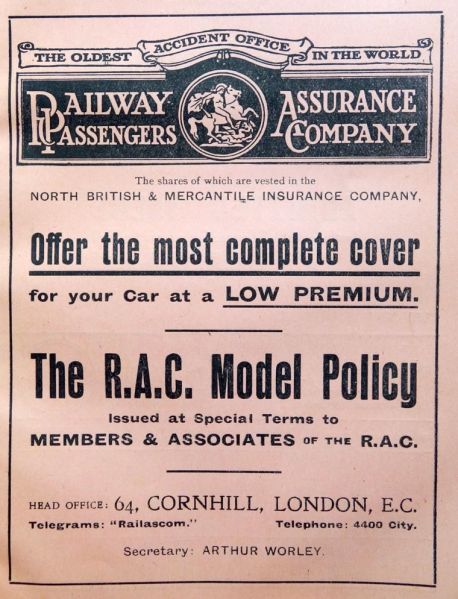 THE OLDEST ACCIDENT OFFICE IN THE WORLD
RAILWAY PASSENGERS
ASSURANCE COMPANY
The shares of which are vested in the
NORTH BRITISH & MERCANTILE INSURANCE COMPANY,
Offer the most complete cover
for your Car at a LOW PREMIUM.
The R.A.C. Model Policy
Issued at Special Terms to
MEMBERS & ASSOCIATES OF THE R.A.C.
HEAD OFFICE: 64, CORNHILL, LONDON, E.C.
Telegrams: "Railascom." Telephone: 4400 City.
Secretary: ARTHUR WORLEY.